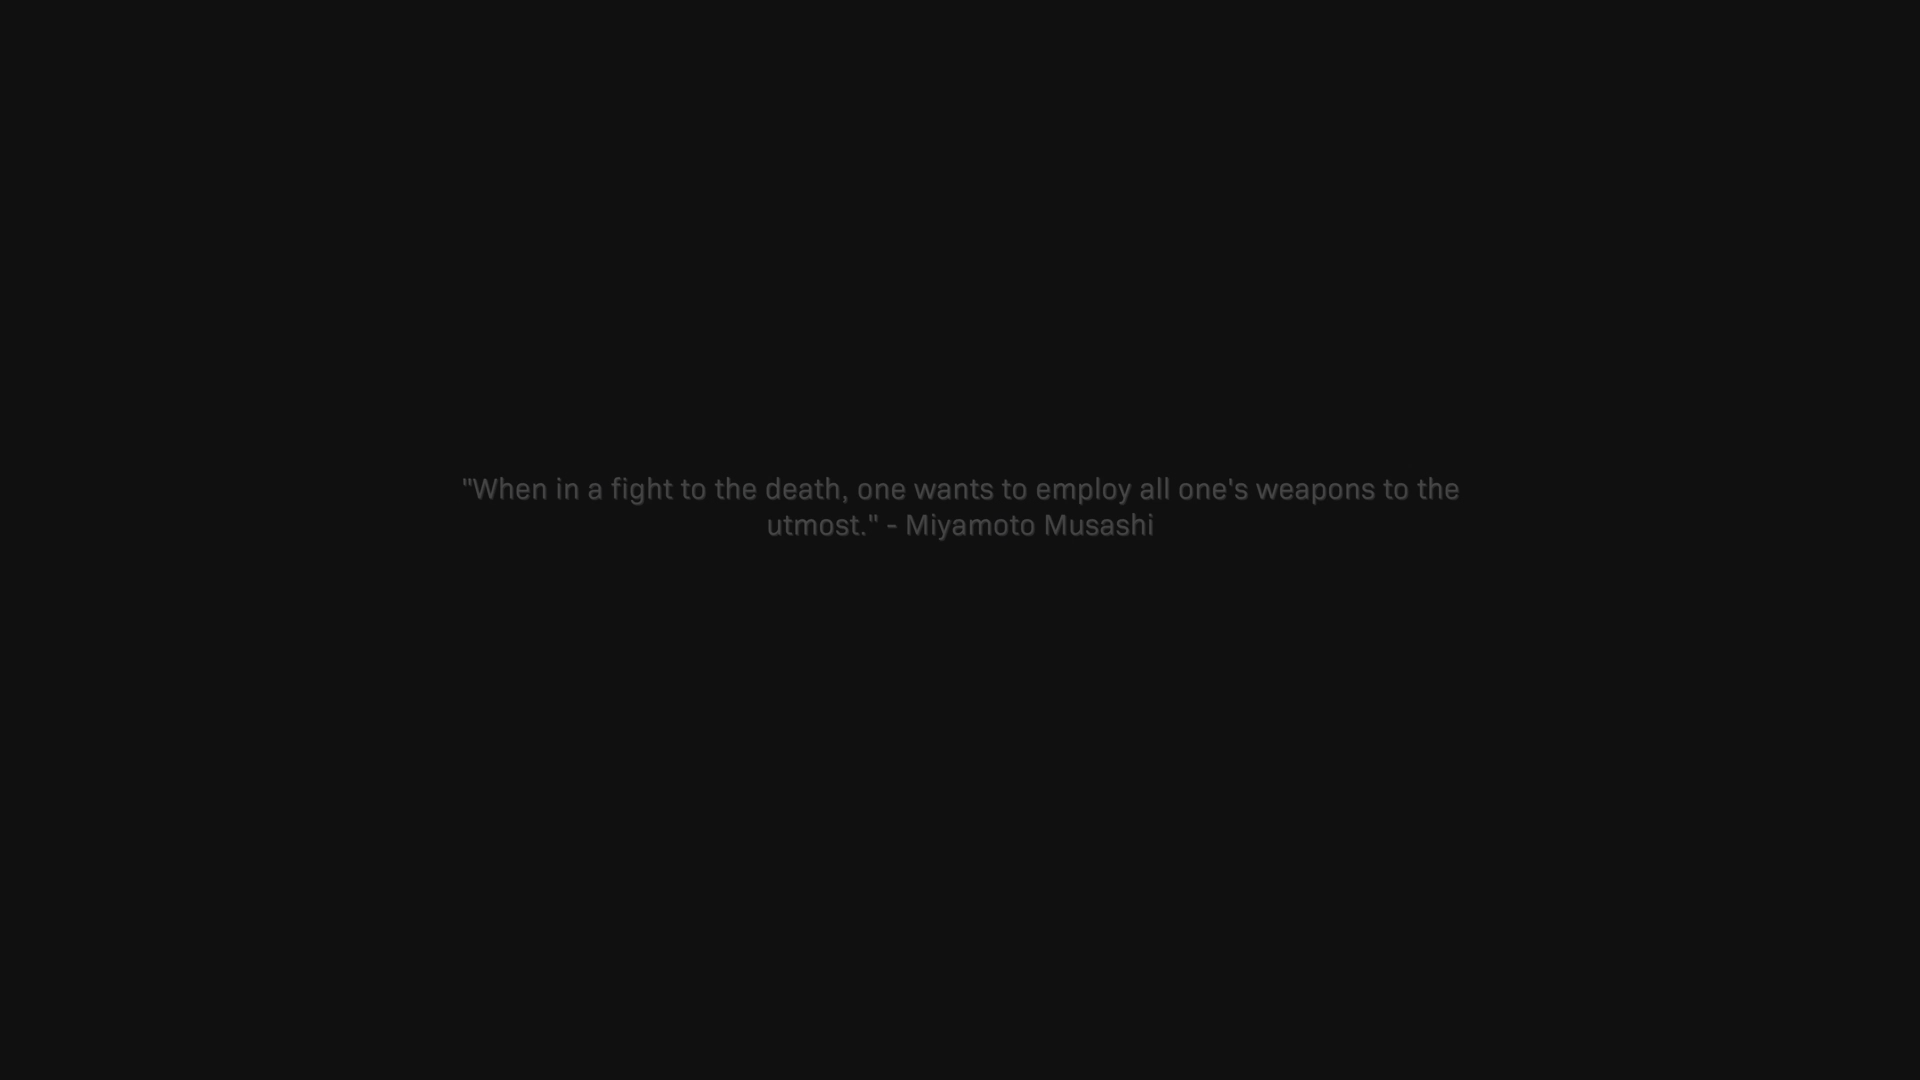 "When in a fight to the death, one wants to employ all one's weapons to the
utmost." - Miyamoto Musashi